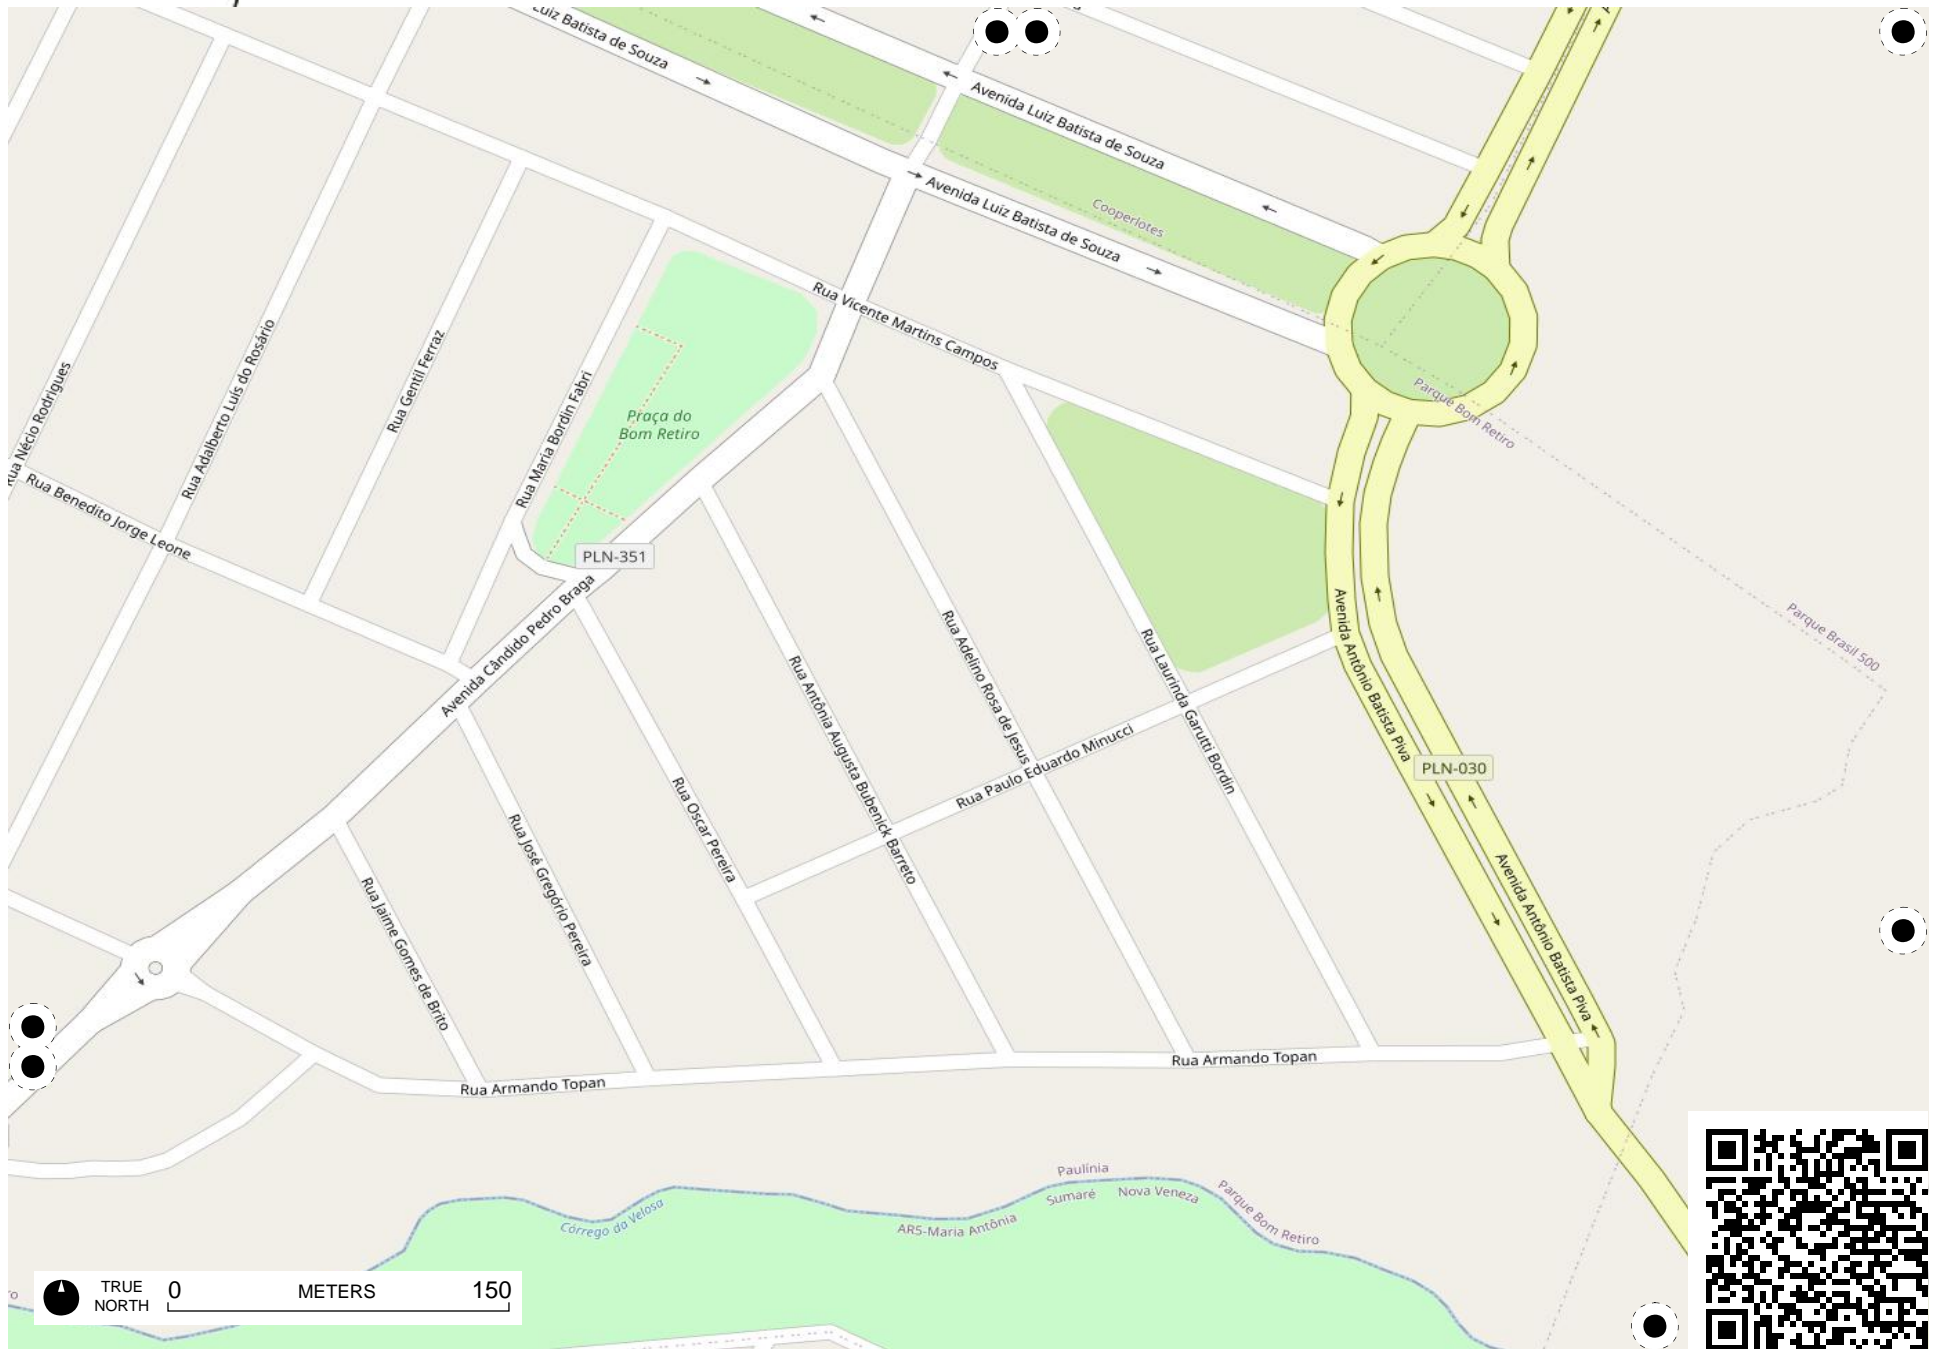 Luiz Batista de Souza
Avenida Luiz Batista de Souza
Avenida Luiz Batista de Souza
Cooperlotes
Rua Vicente Martins Campos
Parque Bom Retiro
Rua Nécio Rodrigues
Rua Adalberto Luís do Rosário
Rua Gentil Ferraz
Rua Maria Bordin Fabri
Praça do
Bom Retiro
Rua Benedito Jorge Leone
PLN-351
Avenida Cândido Pedro Braga
Rua Antônia Augusta Bubenick Barreto
Rua Adelino Rosa de Jesus
Rua Laurinda Garutti Bordin
Avenida Antônio Batista Piva
Parque Brasil 500
Rua Paulo Eduardo Minucci
PLN-030
Rua Oscar Pereira
Rua José Gregório Pereira
Rua Jaime Gomes de Brito
Avenida Antônio Batista Piva
Rua Armando Topan
Rua Armando Topan
Paulínia
Sumaré
Nova Veneza
Parque Bom Retiro
Córrego da Velosa
ARS-Maria Antônia
TRUE
NORTH
0 METERS 150